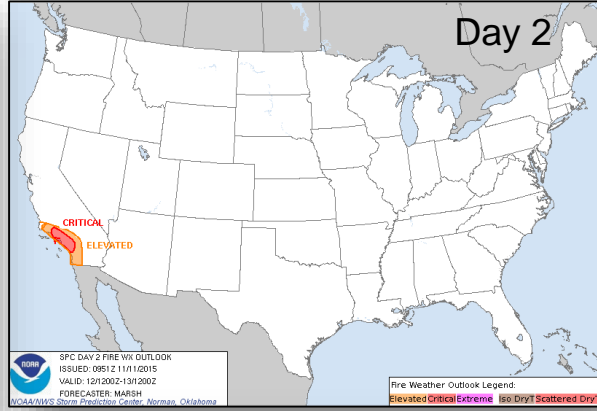 Day 2
CRITICAL
ELEVATED
NOAA
SPC DAY 2 FIRE WX OUTLOOK
ISSUED: 0951Z 11/11/2015
VALID: 12/1200Z-13/1200Z
FORECASTER: MARSH
NOAA/NWS Storm Prediction Center, Norman, Oklahoma
Fire Weather Outlook Legend:
Elevated Critical Extreme Iso DryT Scattered DryT